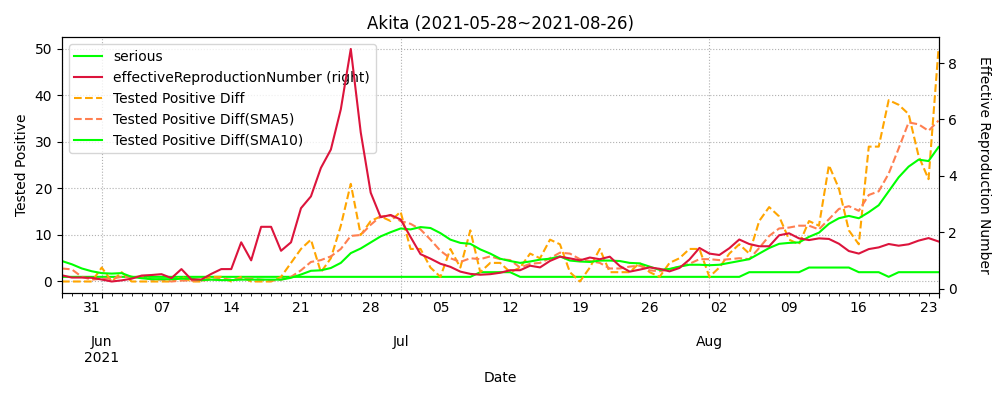 Akita (2021-05-28~2021-08-26)
serious
effectiveReproductionNumber (right)
Tested Positive Diff
Tested Positive Diff(SMA5)
Tested Positive Diff(SMA10)
Tested Positive
50
40
30
20
10
0
Effective Reproduction Number
8
6
4
2
0
31 07 14 21 28 05 12 19 26 02 09 16 23
Jun Jul Aug
2021
Date